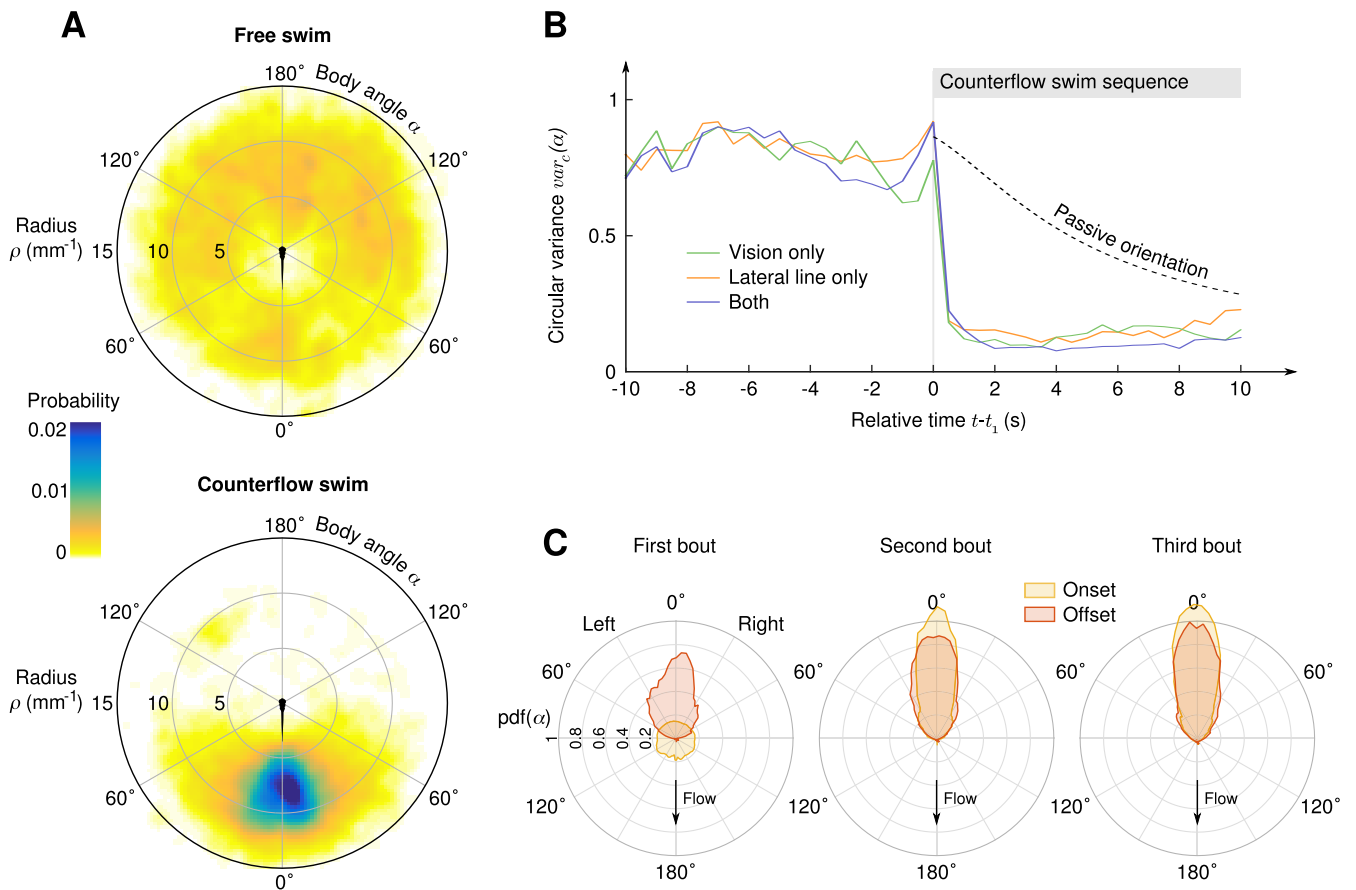 A
Free swim
180°
Body angle α
120°
120°
Radius
ρ (mm-1)
15
10
5
60°
60°
0°
Probability
0.02
0.01
0
Counterflow swim
180°
Body angle α
120°
120°
Radius
ρ (mm-1)
15
10
5
60°
60°
0°
B
Counterflow swim sequence
Circular variance varc(α)
1
0.5
0
Passive orientation
Vision only
Lateral line only
Both
-10 -8 -6 -4 -2 0 2 4 6 8 10
Relative time t-t1 (s)
C
First bout
Second bout
Third bout
Onset
Offset
0°
Left
Right
60°
pdf(α)
1 0.8 0.6 0.4 0.2
120°
Flow
180°
0°
60°
120°
Flow
180°
0°
60°
60°
Flow
120°
120°
180°